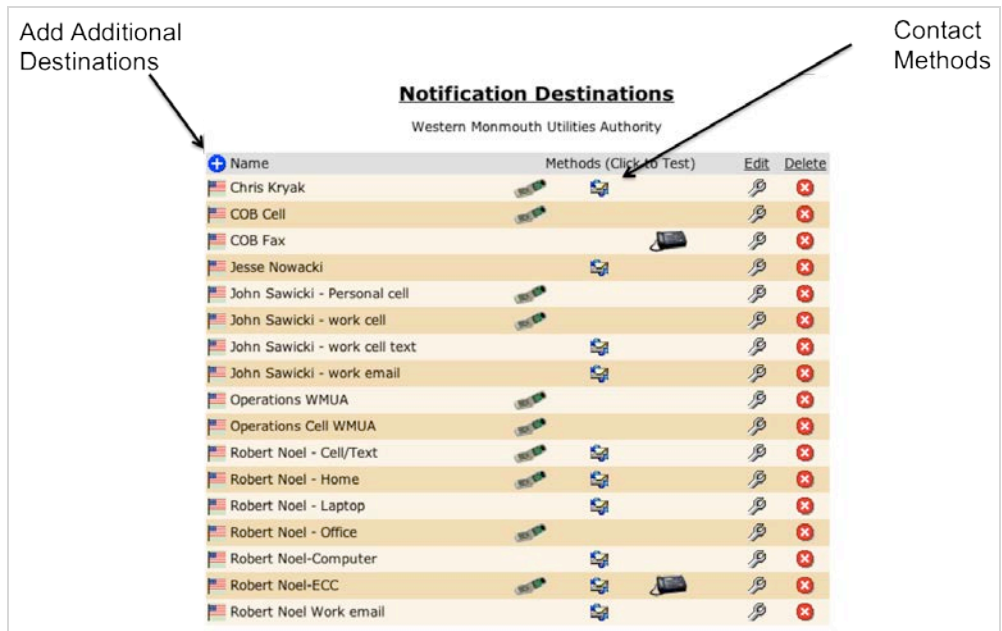 Add Additional
Destinations
Contact
Methods
Notification Destinations
Western Monmouth Utilities Authority
Name Methods (Click to Test) Edit Delete
Chris Kryak
COB Cell
COB Fax
Jesse Nowacki
John Sawicki - Personal cell
John Sawicki - work cell
John Sawicki - work cell text
John Sawicki - work email
Operations WMUA
Operations Cell WMUA
Robert Noel - Cell/Text
Robert Noel - Home
Robert Noel - Laptop
Robert Noel - Office
Robert Noel-Computer
Robert Noel-ECC
Robert Noel Work email